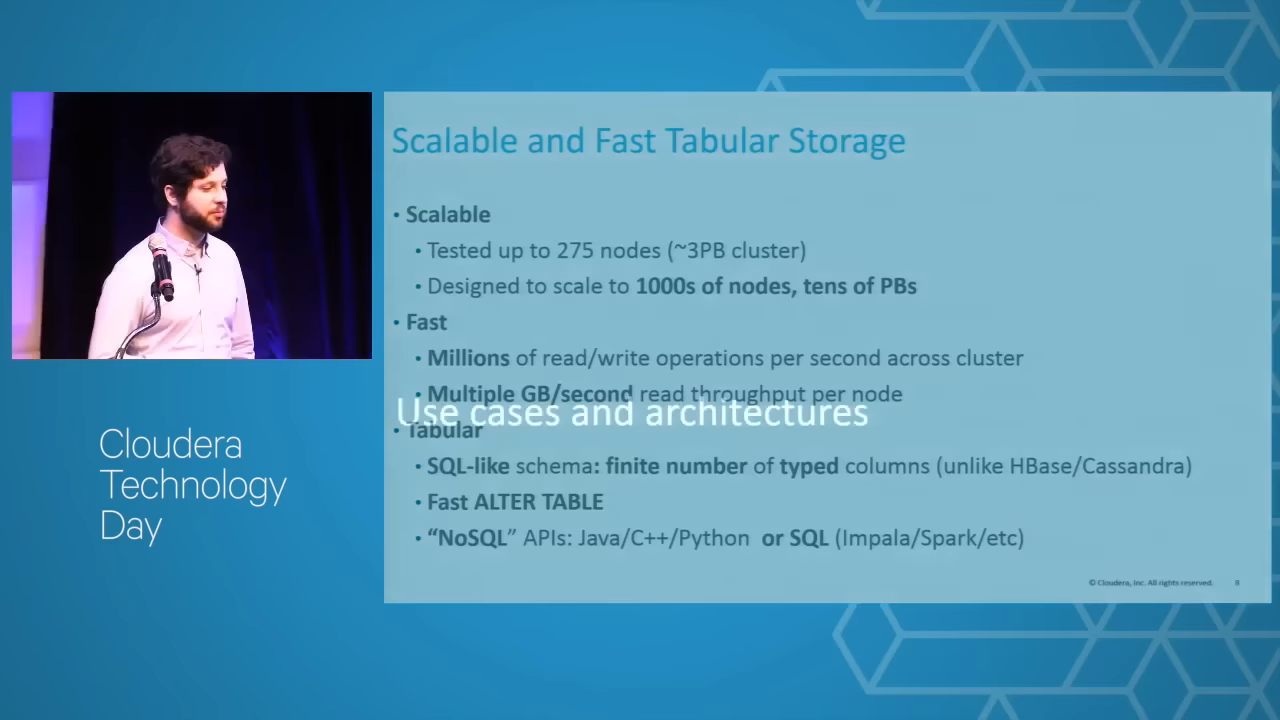 Scalable and Fast Tabular Storage
• Scalable
• Tested up to 275 nodes (~3PB cluster)
• Designed to scale to 1000s of nodes, tens of PBs
• Fast
• Millions of read/write operations per second across cluster
• Multiple GB/second read throughput per node
Use cases and architectures
• Tabular
• SQL-like schema: finite number of typed columns (unlike HBase/Cassandra)
• Fast ALTER TABLE
• “NoSQL” APIs: Java/C++/Python or SQL (Impala/Spark/etc)
© Cloudera, Inc. All rights reserved. 8
Cloudera
Technology
Day